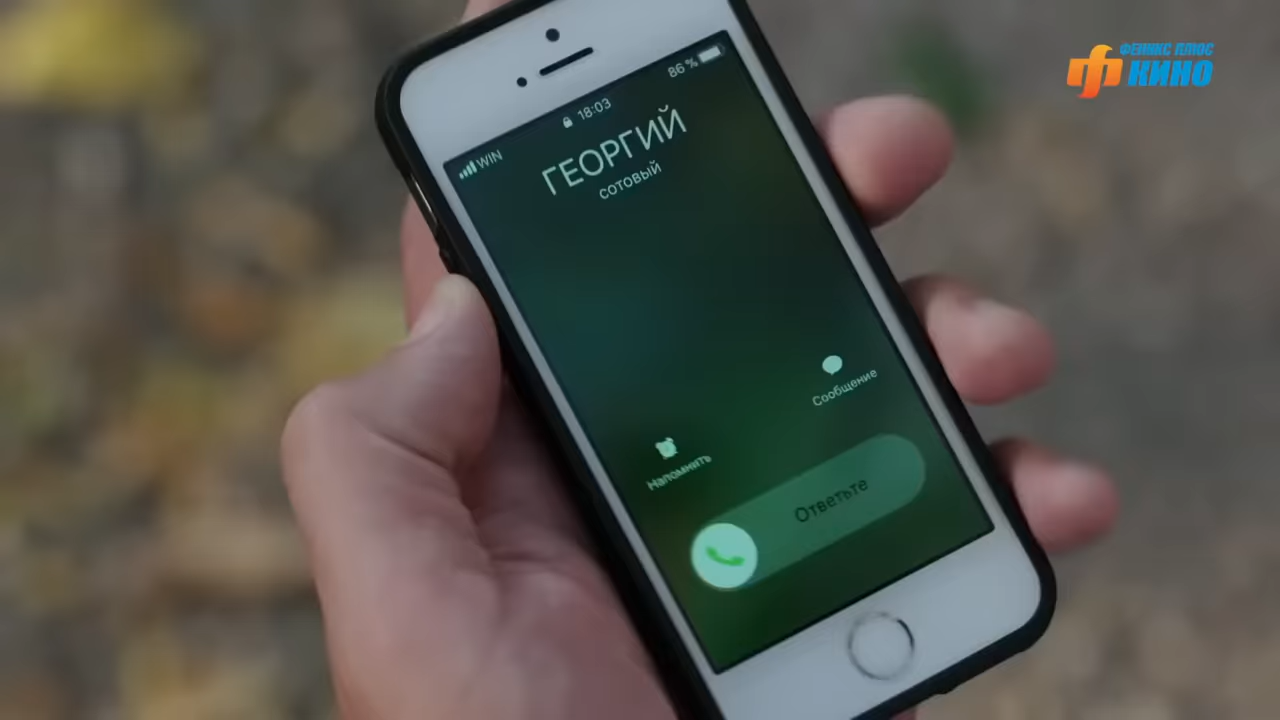 ФЕНИКС ПЛЮС
КИНО
86 %
18:03
WIN
ГЕОРГИЙ
сотовый
Сообщение
Напомнить
Ответьте